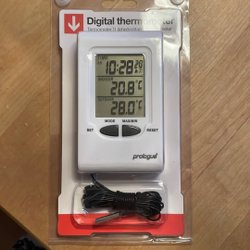 Digital thermometer
10:28
20.8°C
28.0°C
MODE MAX/MIN
SET RESET
prologue